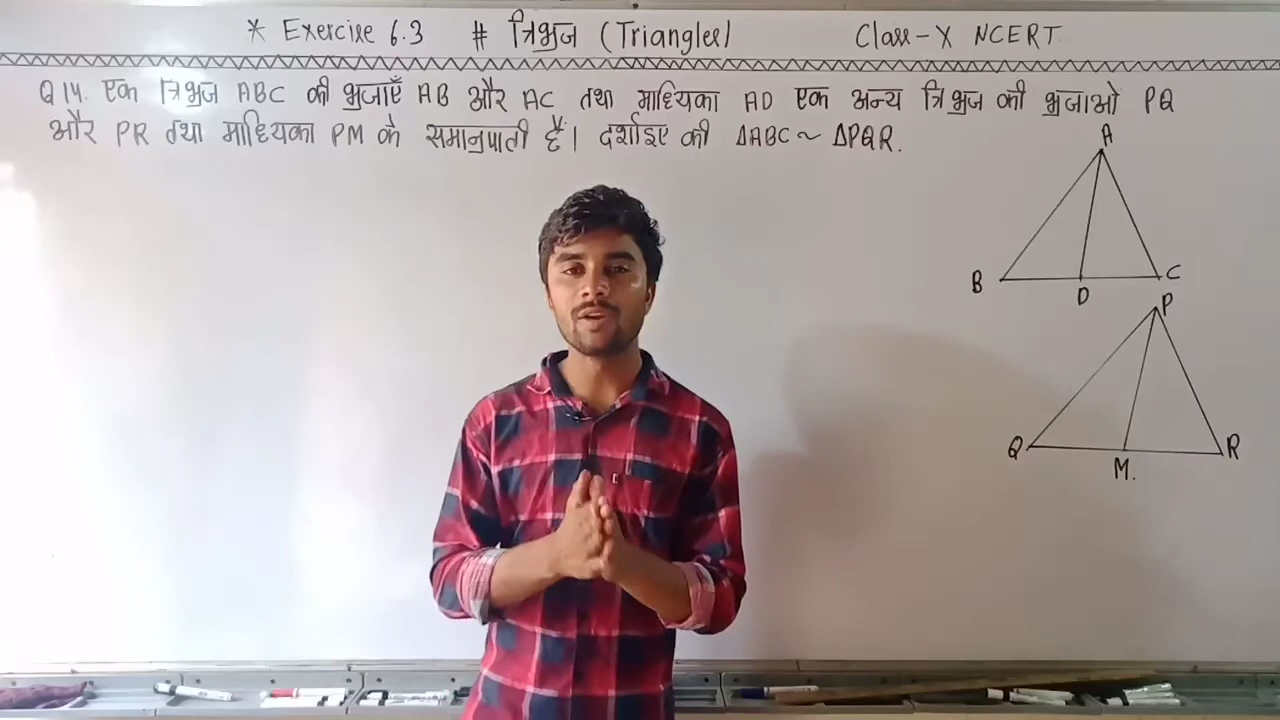 * Exercise 6.3 # त्रिभुज (Triangles) Class-X NCERT
Q 14. एक त्रिभुज ABC की भुजाएँ AB और AC तथा माध्यिका AD एक अन्य त्रिभुज की भुजाओं PQ
और PR तथा माध्यिका PM के समानुपाती हैं। दर्शाइए की ΔABC ~ ΔPQR.
A
B
D
C
P
Q
M.
R